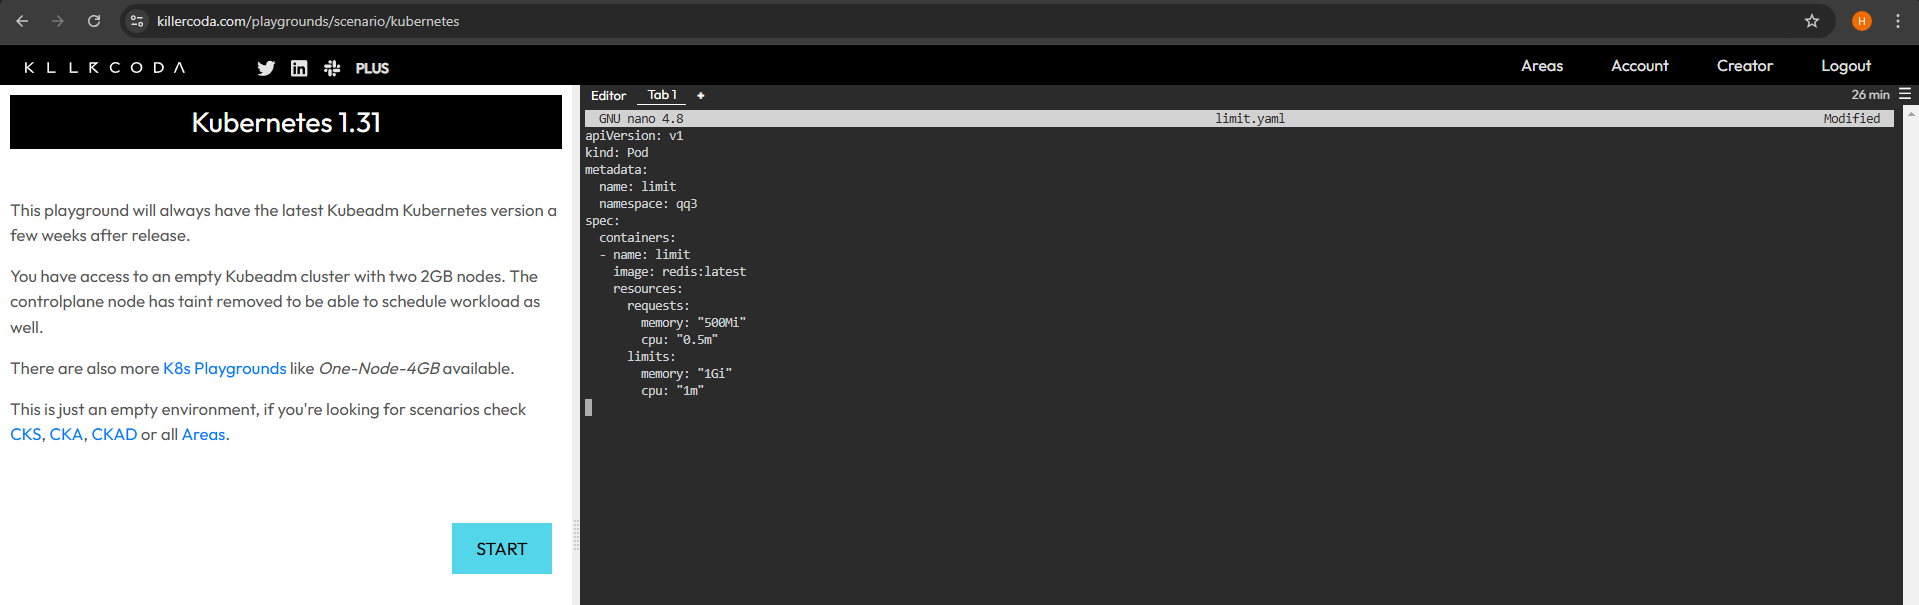 killercoda.com/playgrounds/scenario/kubernetes
H
KLLRCODA
PLUS
Areas
Account
Creator
Logout
Kubernetes 1.31
This playground will always have the latest Kubeadm Kubernetes version a
few weeks after release.
You have access to an empty Kubeadm cluster with two 2GB nodes. The
controlplane node has taint removed to be able to schedule workload as
well.
There are also more K8s Playgrounds like One-Node-4GB available.
This is just an empty environment, if you're looking for scenarios check
CKS, CKA, CKAD or all Areas.
START
Editor
Tab 1
26 min
GNU nano 4.8 limit.yaml Modified
apiVersion: v1
kind: Pod
metadata:
  name: limit
  namespace: qq3
spec:
  containers:
  - name: limit
    image: redis:latest
    resources:
      requests:
        memory: "500Mi"
        cpu: "0.5m"
      limits:
        memory: "1Gi"
        cpu: "1m"